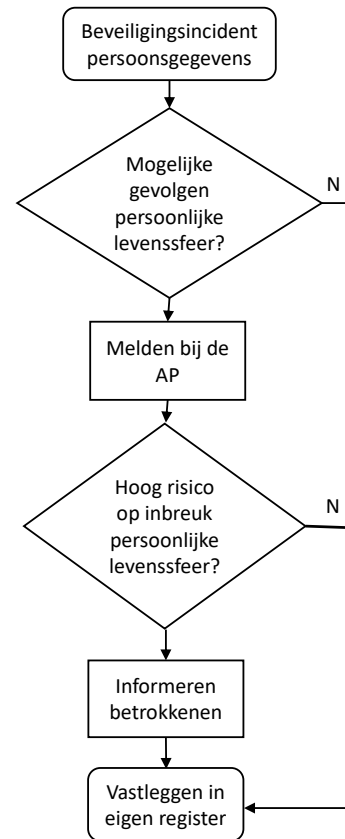 Beveiligingsincident
persoonsgegevens
Mogelijke
gevolgen
persoonlijke
levenssfeer?
N
Melden bij de
AP
Hoog risico
op inbreuk
persoonlijke
levenssfeer?
N
Informeren
betrokkenen
Vastleggen in
eigen register